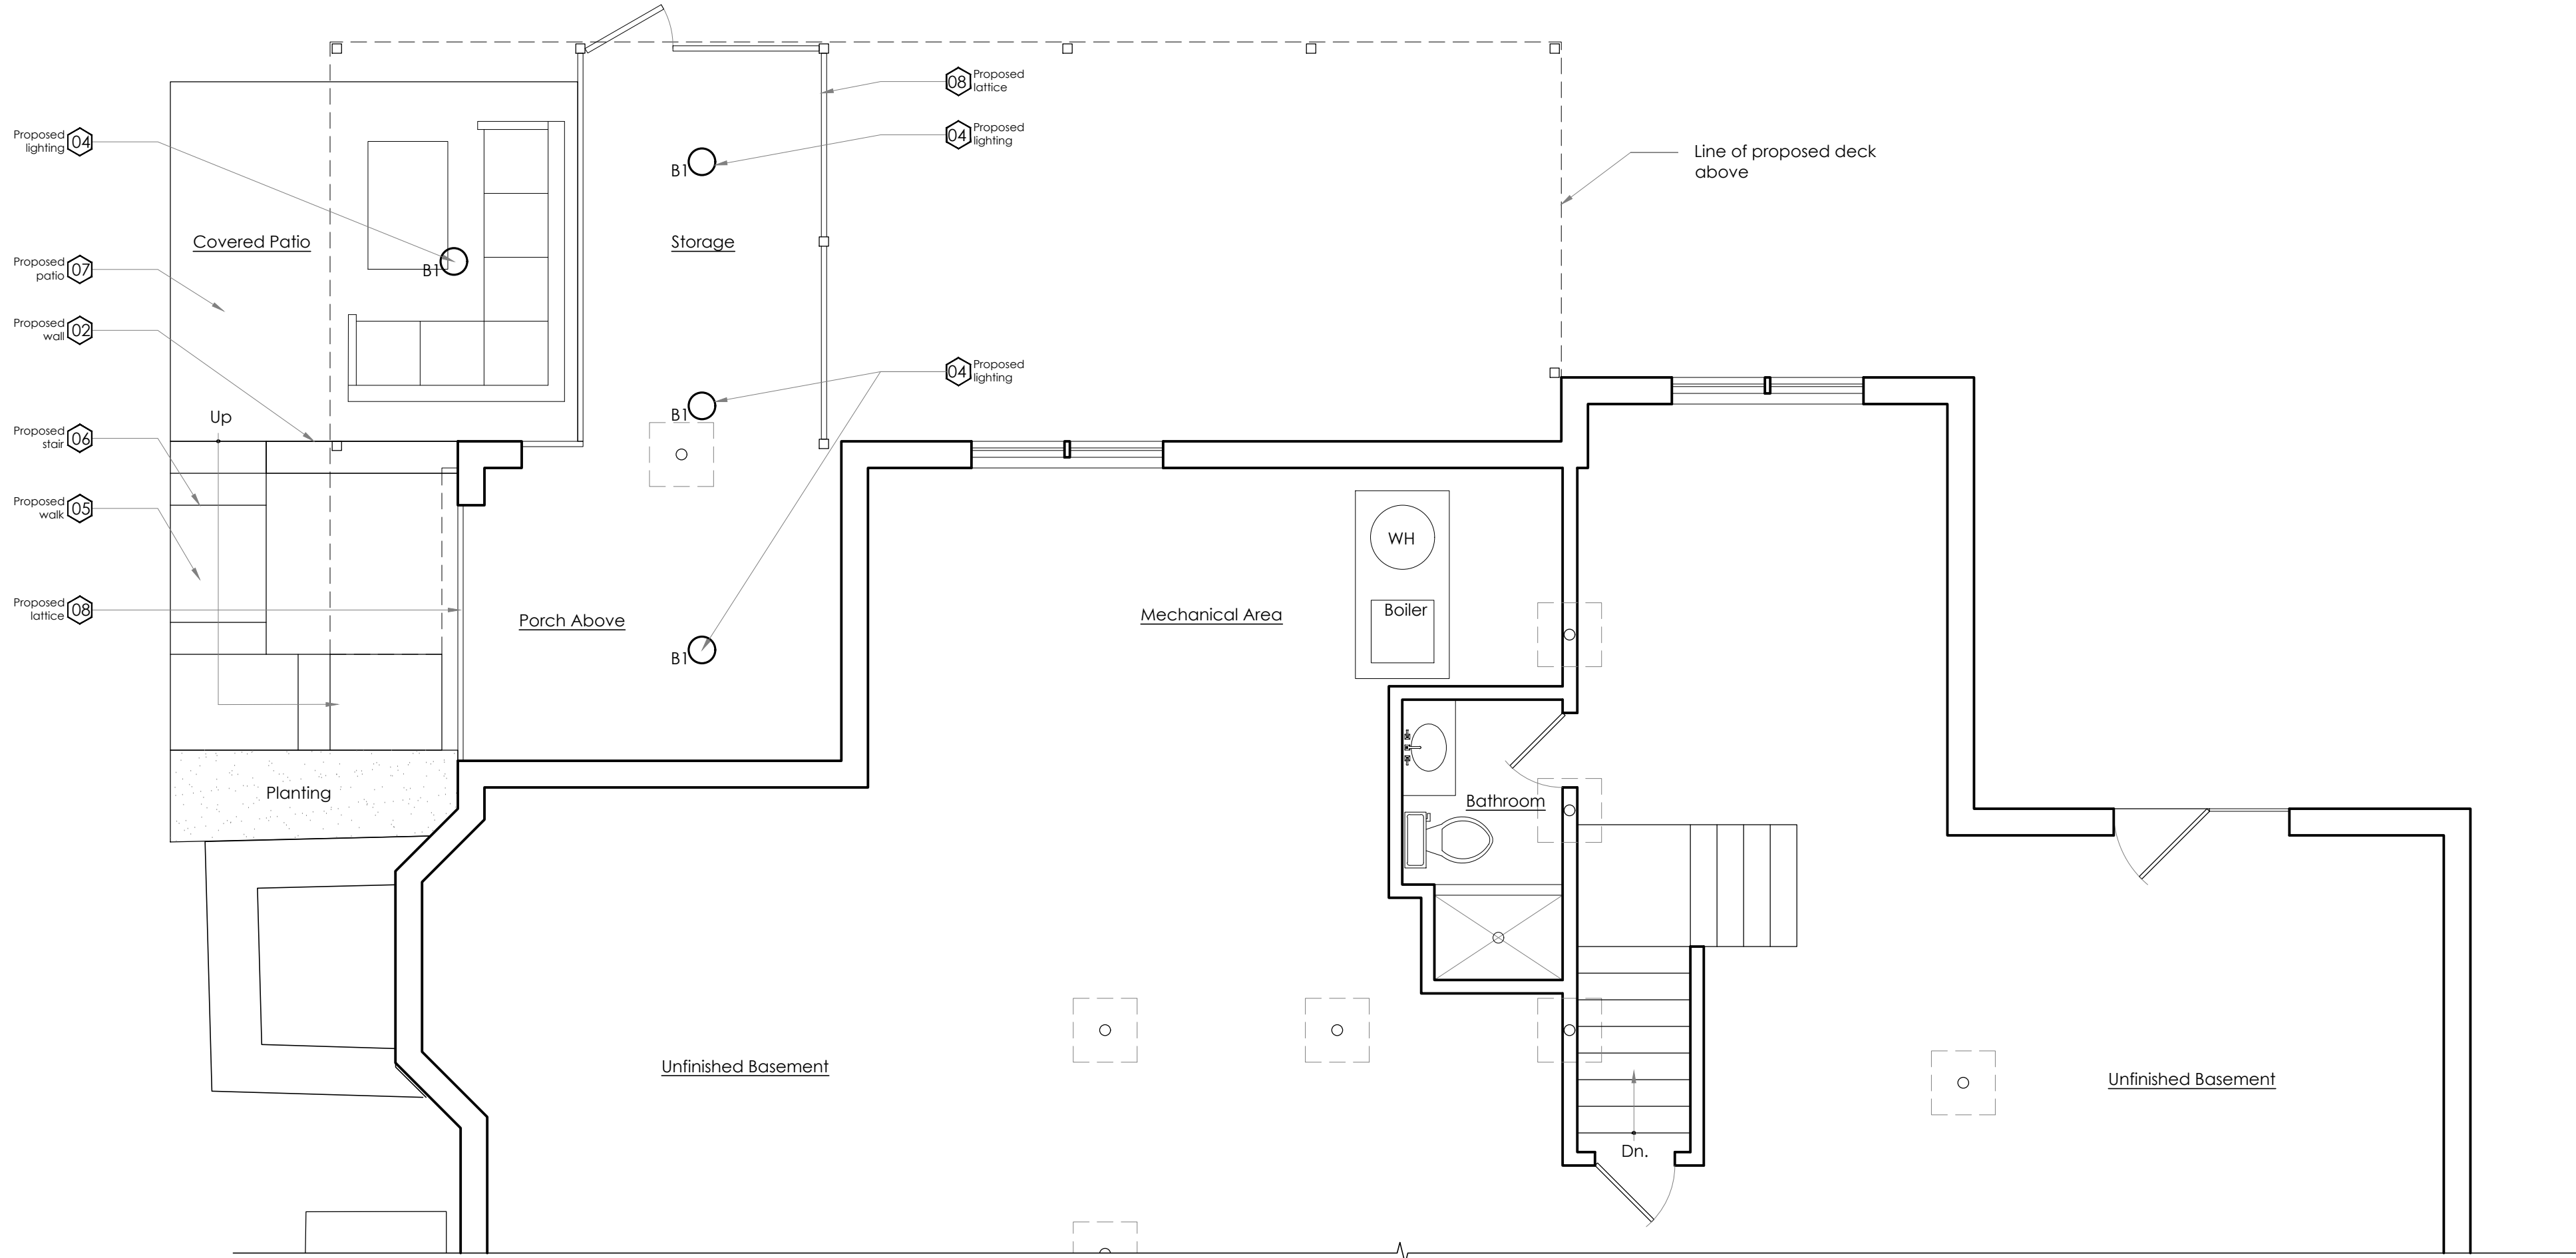 08 Proposed
lattice
04 Proposed
lighting
Proposed 04
lighting
B1
Line of proposed deck
above
Covered Patio
Storage
Proposed 07
patio
B1
Proposed 02
wall
04 Proposed
lighting
B1
Up
Proposed 06
stair
Proposed 05
walk
WH
Proposed 08
lattice
Boiler
Porch Above
Mechanical Area
B1
Planting
Bathroom
Unfinished Basement
Unfinished Basement
Dn.